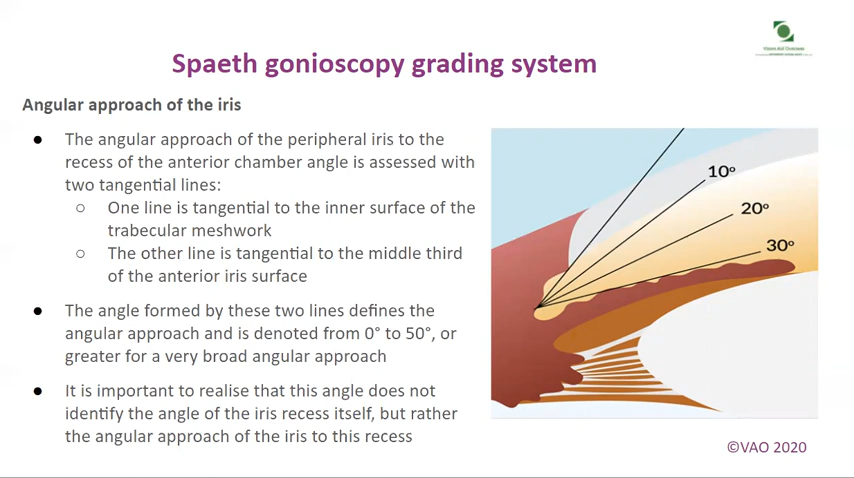 Spaeth gonioscopy grading system
Vision Aid Overseas
Angular approach of the iris
● The angular approach of the peripheral iris to the
recess of the anterior chamber angle is assessed with
two tangential lines:
○ One line is tangential to the inner surface of the
trabecular meshwork
○ The other line is tangential to the middle third
of the anterior iris surface
● The angle formed by these two lines defines the
angular approach and is denoted from 0° to 50°, or
greater for a very broad angular approach
● It is important to realise that this angle does not
identify the angle of the iris recess itself, but rather
the angular approach of the iris to this recess
10°
20°
30°
©VAO 2020